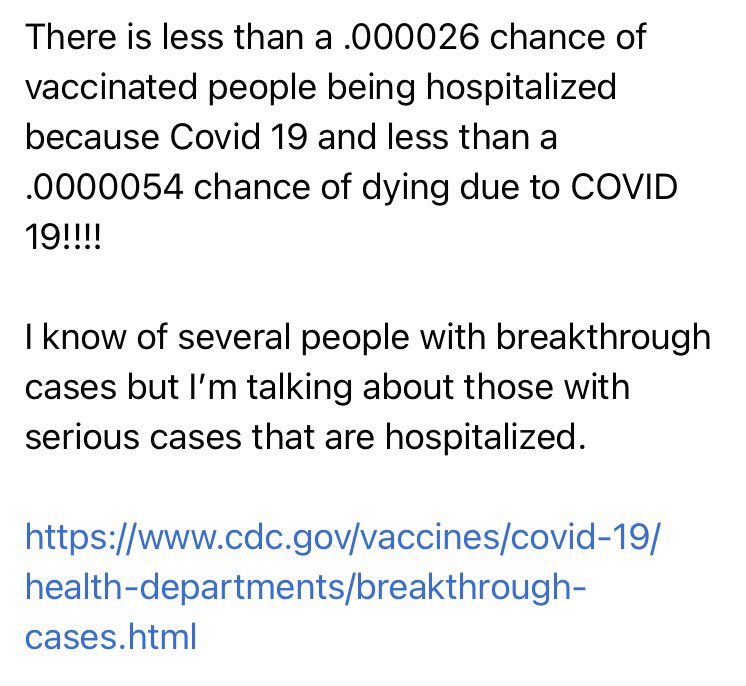 There is less than a .000026 chance of
vaccinated people being hospitalized
because Covid 19 and less than a
.0000054 chance of dying due to COVID
19!!!!
I know of several people with breakthrough
cases but I’m talking about those with
serious cases that are hospitalized.
https://www.cdc.gov/vaccines/covid-19/
health-departments/breakthrough-
cases.html